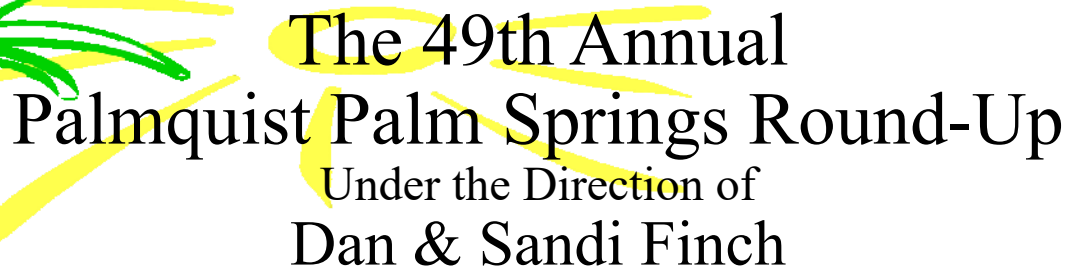 The 49th Annual
Palmquist Palm Springs Round-Up
Under the Direction of
Dan & Sandi Finch